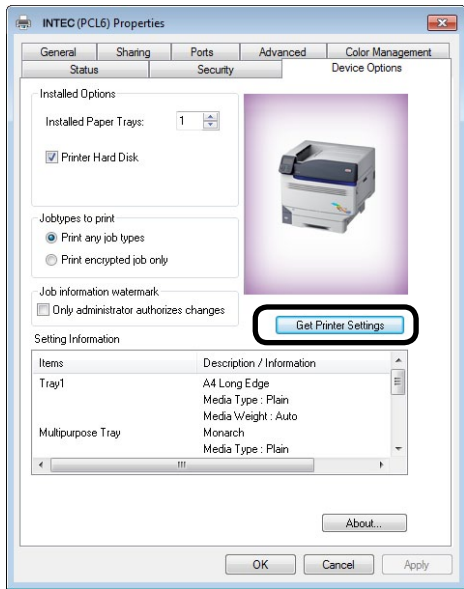 INTEC (PCL6) Properties
General Sharing Ports Advanced Color Management
Status Security Device Options
Installed Options
Installed Paper Trays: 1
Printer Hard Disk
Jobtypes to print
Print any job types
Print encrypted job only
Job information watermark
Only administrator authorizes changes
Get Printer Settings
Setting Information
Items Description / Information
Tray1 A4 Long Edge
Media Type : Plain
Media Weight : Auto
Multipurpose Tray Monarch
Media Type : Plain
About...
OK Cancel Apply